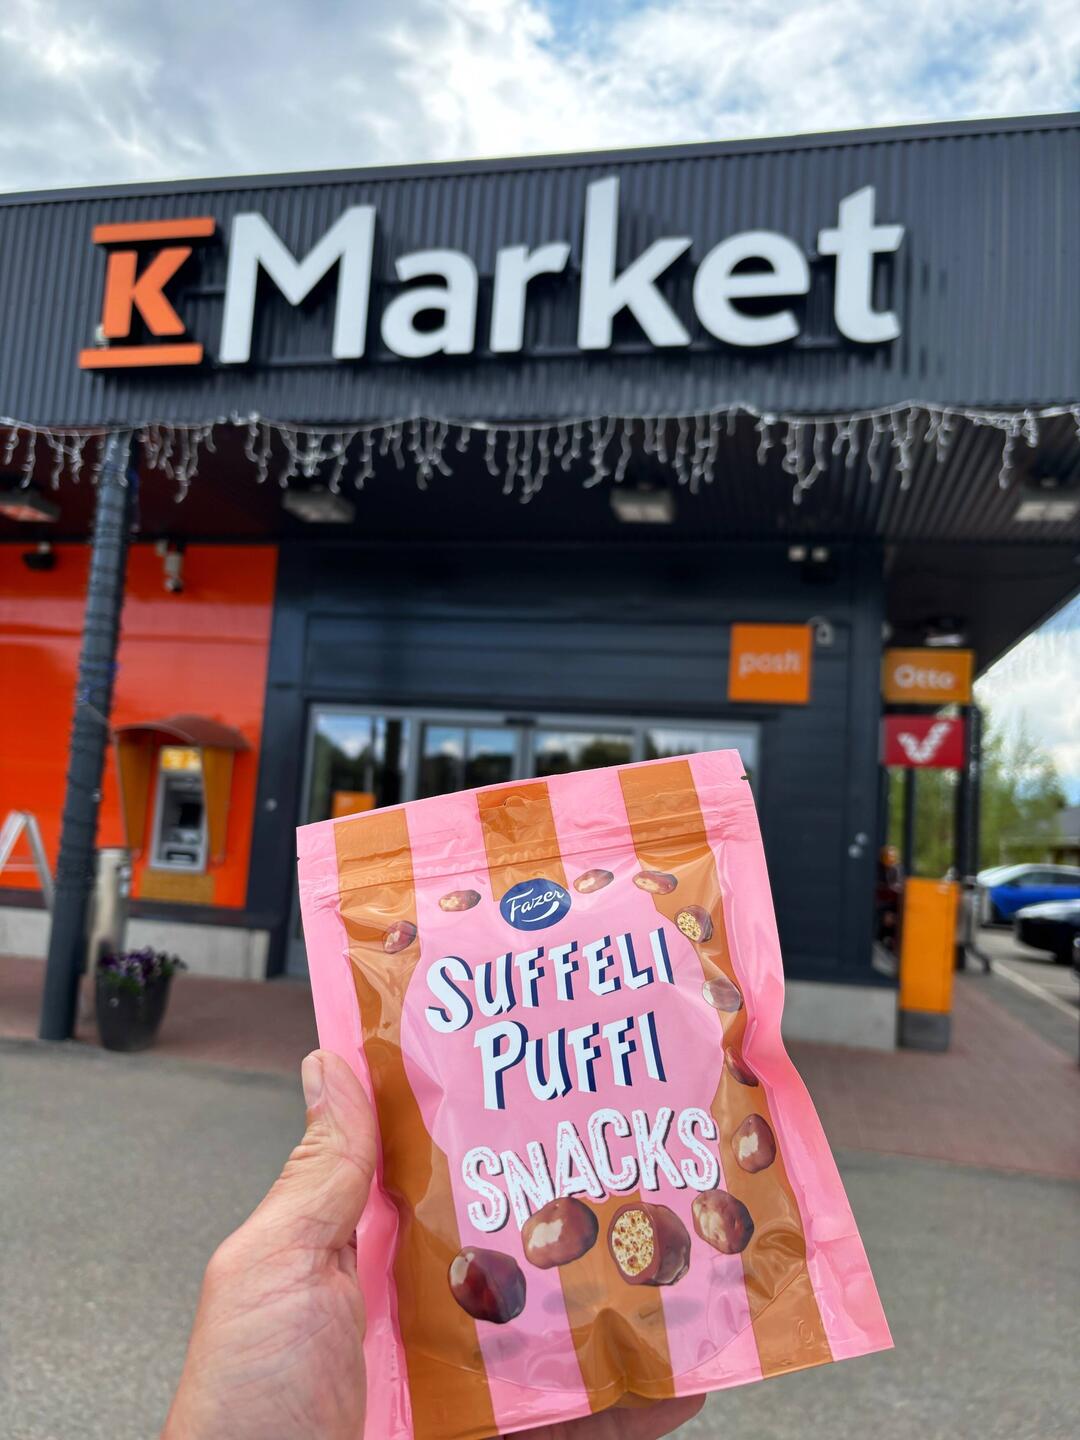 K Market
posti
Otto
Fazer
SUFFELI
PUFFI
SNACKS